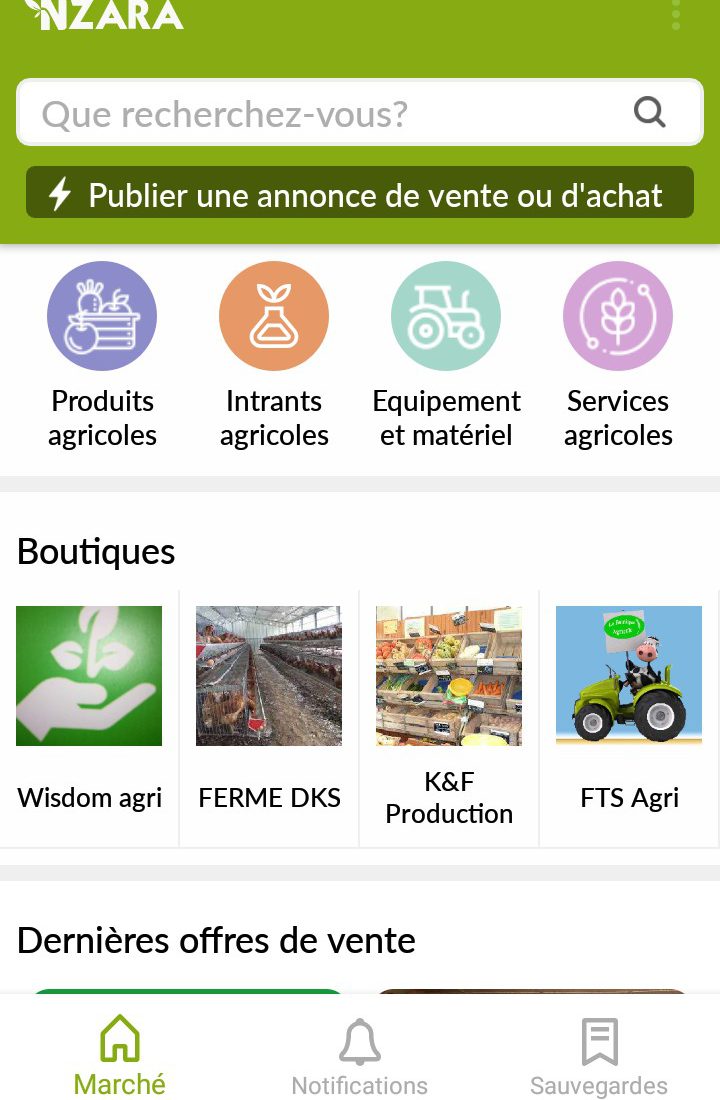 NZARA
Que recherchez-vous?
Publier une annonce de vente ou d'achat
Produits
agricoles
Intrants
agricoles
Equipement
et matériel
Services
agricoles
Boutiques
Wisdom agri
FERME DKS
K&F
Production
FTS Agri
Dernières offres de vente
Marché
Notifications
Sauvegardes